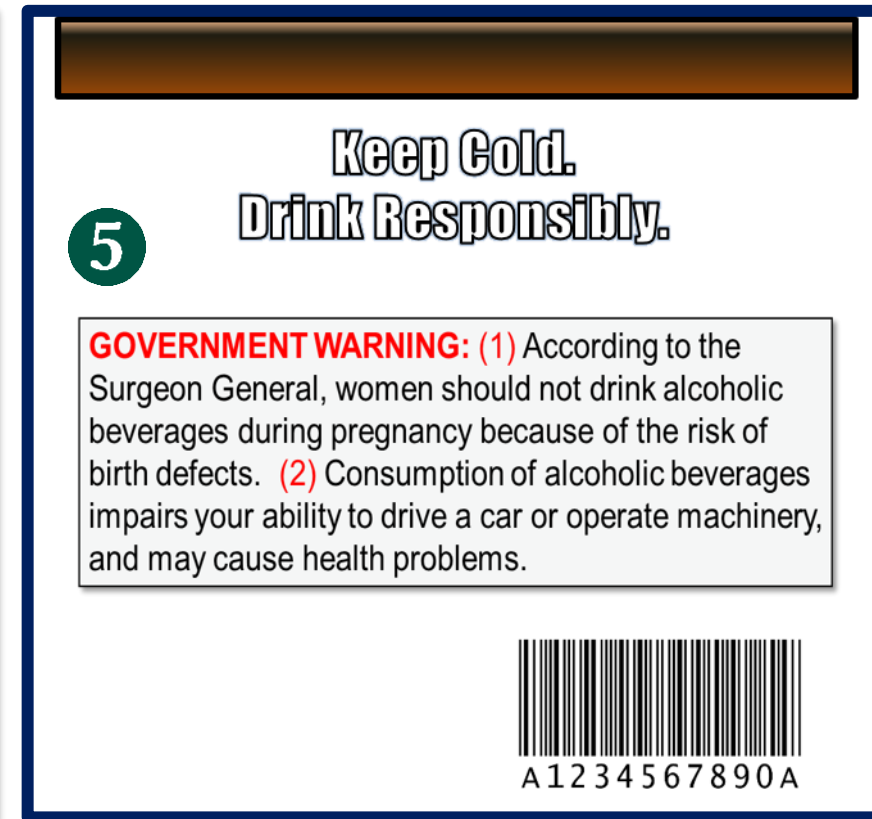 Keep Cold.
Drink Responsibly.
5
GOVERNMENT WARNING: (1) According to the
Surgeon General, women should not drink alcoholic
beverages during pregnancy because of the risk of
birth defects. (2) Consumption of alcoholic beverages
impairs your ability to drive a car or operate machinery,
and may cause health problems.
A1234567890A